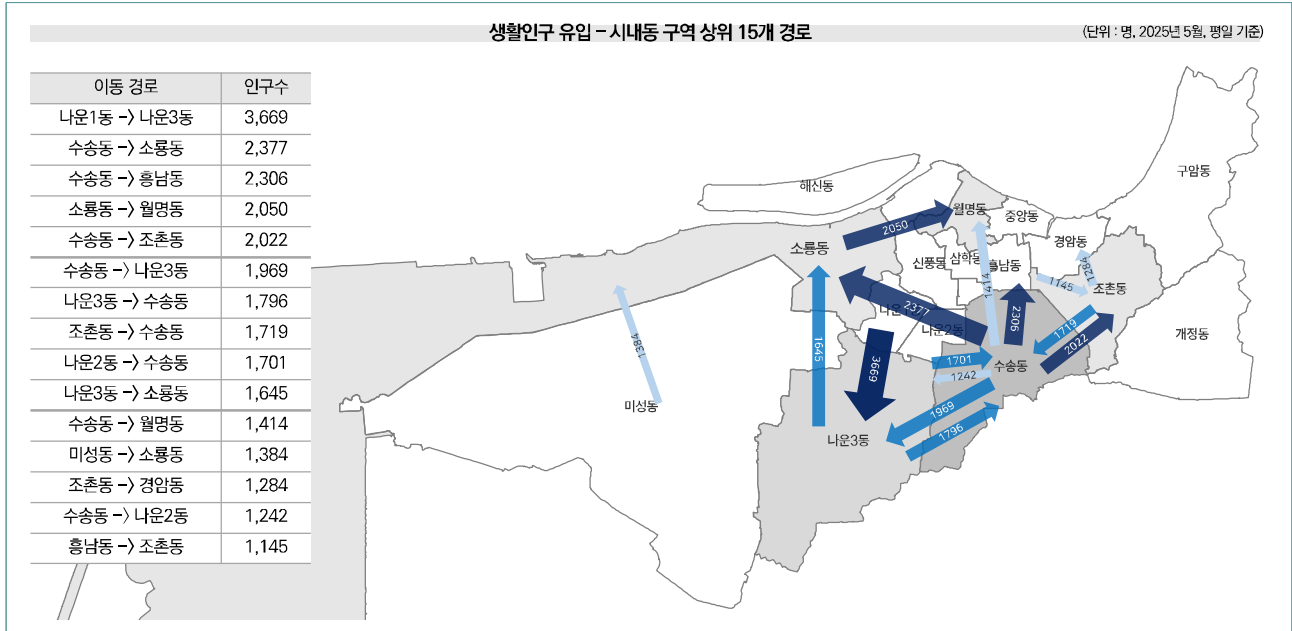 생활인구 유입 – 시내동 구역 상위 15개 경로
(단위 : 명, 2025년 5월, 평일 기준)
이동 경로 인구수
나운1동 -> 나운3동 3,669
수송동 -> 소룡동 2,377
수송동 -> 흥남동 2,306
소룡동 -> 월명동 2,050
수송동 -> 조촌동 2,022
수송동 -> 나운3동 1,969
나운3동 -> 수송동 1,796
조촌동 -> 수송동 1,719
나운2동 -> 수송동 1,701
나운3동 -> 소룡동 1,645
수송동 -> 월명동 1,414
미성동 -> 소룡동 1,384
조촌동 -> 경암동 1,284
수송동 -> 나운2동 1,242
흥남동 -> 조촌동 1,145
구암동
해신동
월명동
중앙동
2050
경암동
소룡동
신풍동
삼학동
흥남동
1284
1145
조촌동
1414
2377
2306
1719
개정동
나운2동
2022
1645
3669
1384
1701
수송동
1242
미성동
1969
나운3동
1796